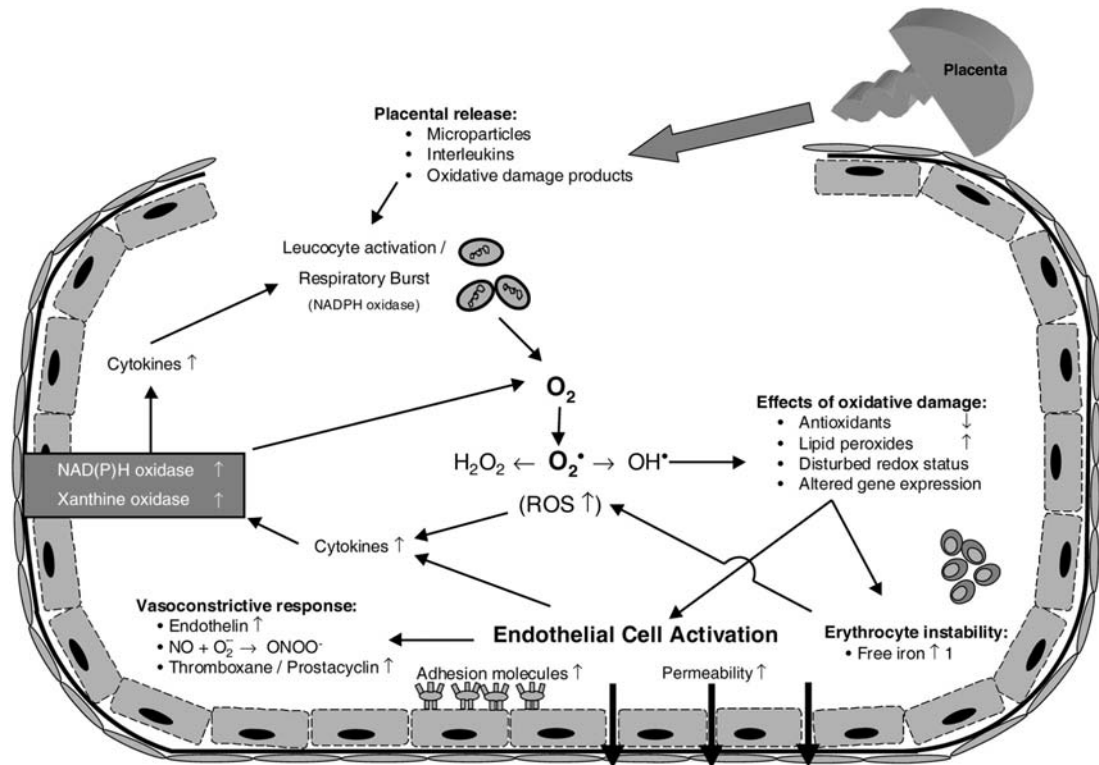 Placenta
Placental release:
• Microparticles
• Interleukins
• Oxidative damage products
Leucocyte activation /
Respiratory Burst
(NADPH oxidase)
Cytokines ↑
O₂
NAD(P)H oxidase ↑
Xanthine oxidase ↑
H₂O₂ ← O₂• → OH•
(ROS ↑)
Effects of oxidative damage:
• Antioxidants ↓
• Lipid peroxides ↑
• Disturbed redox status
• Altered gene expression
Cytokines ↑
Vasoconstrictive response:
• Endothelin ↑
• NO + O₂⁻ → ONOO⁻
• Thromboxane / Prostacyclin ↑
Endothelial Cell Activation
Adhesion molecules ↑
Permeability ↑
Erythrocyte instability:
• Free iron ↑ 1